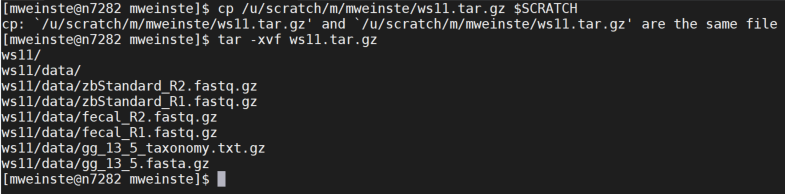 [mweinste@n7282 mweinste]$ cp /u/scratch/m/mweinste/ws11.tar.gz $SCRATCH
cp: `/u/scratch/m/mweinste/ws11.tar.gz' and `/u/scratch/m/mweinste/ws11.tar.gz' are the same file
[mweinste@n7282 mweinste]$ tar -xvf ws11.tar.gz
ws11/
ws11/data/
ws11/data/zbStandard_R2.fastq.gz
ws11/data/zbStandard_R1.fastq.gz
ws11/data/fecal_R2.fastq.gz
ws11/data/fecal_R1.fastq.gz
ws11/data/gg_13_5_taxonomy.txt.gz
ws11/data/gg_13_5.fasta.gz
[mweinste@n7282 mweinste]$